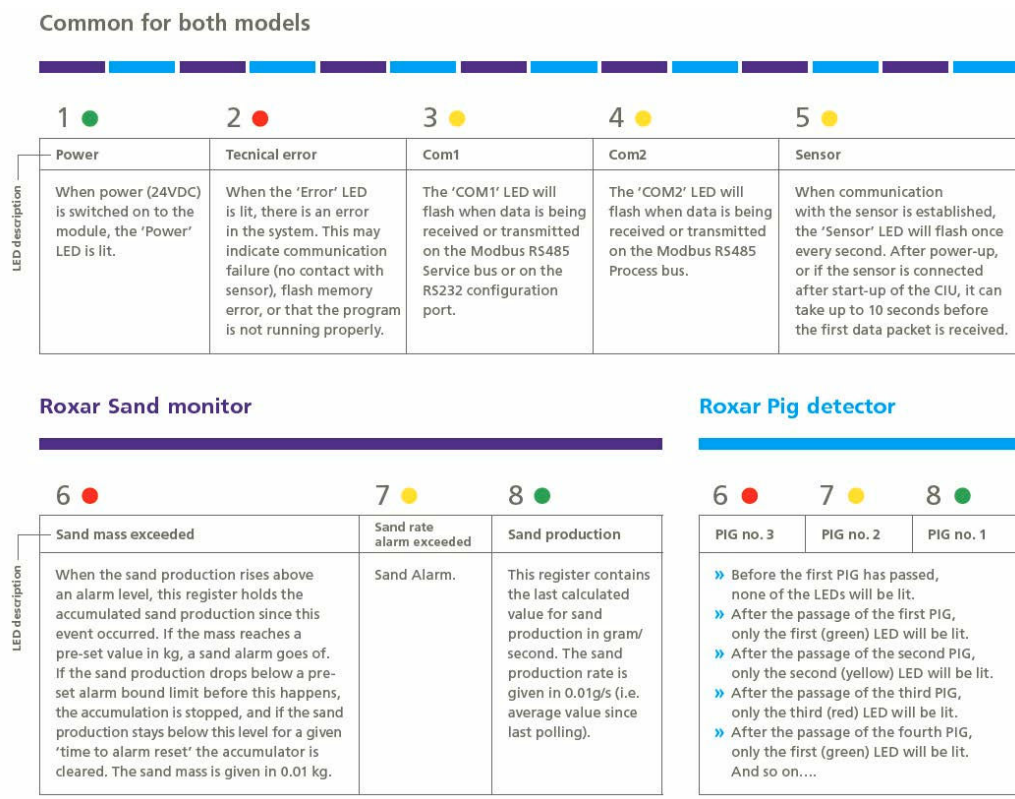 Common for both models
1
2
3
4
5
LED description
Power
Tecnical error
Com1
Com2
Sensor
When power (24VDC)
is switched on to the
module, the ‘Power’
LED is lit.
When the ‘Error’ LED
is lit, there is an error
in the system. This may
indicate communication
failure (no contact with
sensor), flash memory
error, or that the program
is not running properly.
The ‘COM1’ LED will
flash when data is being
received or transmitted
on the Modbus RS485
Service bus or on the
RS232 configuration
port.
The ‘COM2’ LED will
flash when data is being
received or transmitted
on the Modbus RS485
Process bus.
When communication
with the sensor is established,
the ‘Sensor’ LED will flash once
every second. After power-up,
or if the sensor is connected
after start-up of the CIU, it can
take up to 10 seconds before
the first data packet is received.
Roxar Sand monitor
6
7
8
LED description
Sand mass exceeded
Sand rate
alarm exceeded
Sand production
When the sand production rises above
an alarm level, this register holds the
accumulated sand production since this
event occurred. If the mass reaches a
pre-set value in kg, a sand alarm goes of.
If the sand production drops below a pre-
set alarm bound limit before this happens,
the accumulation is stopped, and if the sand
production stays below this level for a given
‘time to alarm reset’ the accumulator is
cleared. The sand mass is given in 0.01 kg.
Sand Alarm.
This register contains
the last calculated
value for sand
production in gram/
second. The sand
production rate is
given in 0.01g/s (i.e.
average value since
last polling).
Roxar Pig detector
6
7
8
PIG no. 3
PIG no. 2
PIG no. 1
» Before the first PIG has passed,
none of the LEDs will be lit.
» After the passage of the first PIG,
only the first (green) LED will be lit.
» After the passage of the second PIG,
only the second (yellow) LED will be lit.
» After the passage of the third PIG,
only the third (red) LED will be lit.
» After the passage of the fourth PIG,
only the first (green) LED will be lit.
And so on....